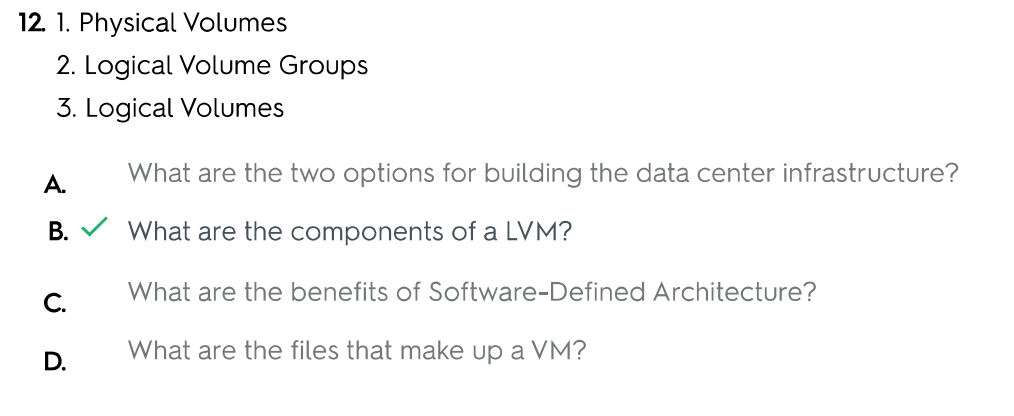 12. 1. Physical Volumes
2. Logical Volume Groups
3. Logical Volumes
A. What are the two options for building the data center infrastructure?
B. ✓ What are the components of a LVM?
C. What are the benefits of Software-Defined Architecture?
D. What are the files that make up a VM?